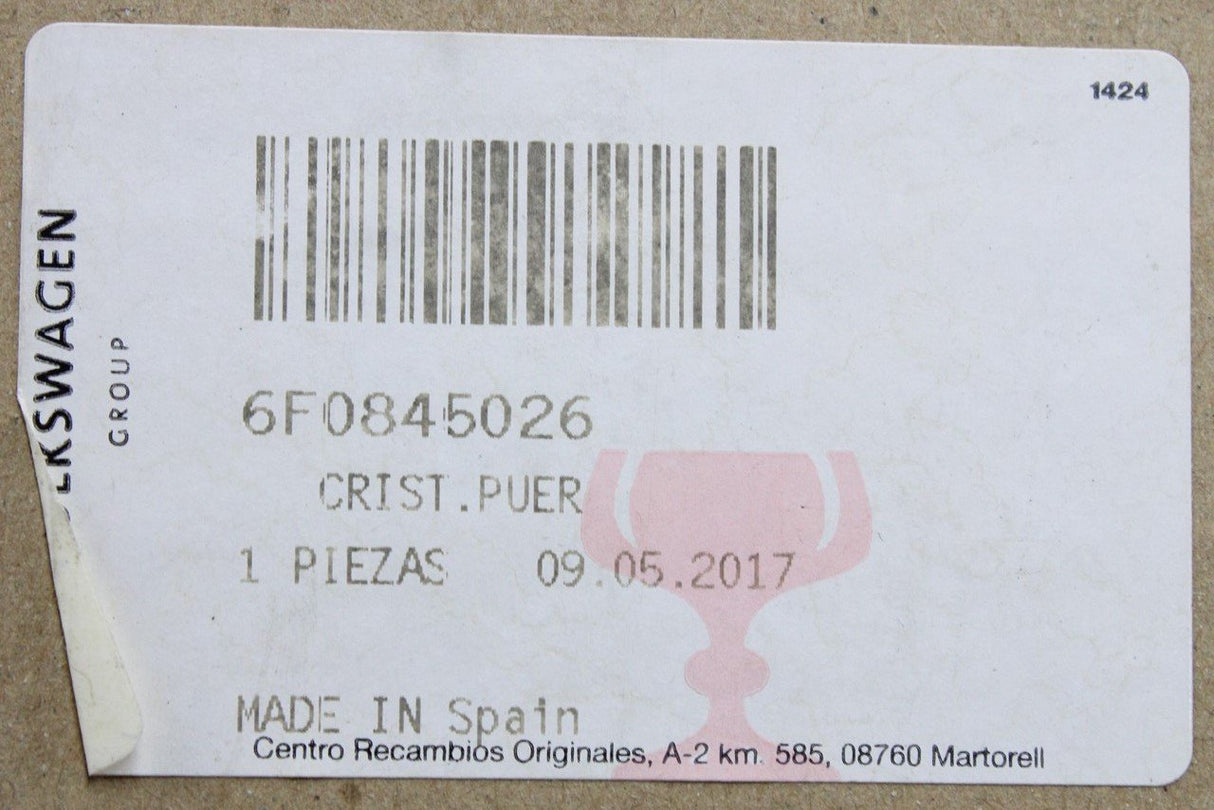 1424
LKSWAGEN
GROUP
6F0845026
CRIST.PUER
1 PIEZAS 09.05.2017
MADE IN Spain
Centro Recambios Originales, A-2 km. 585, 08760 Martorell